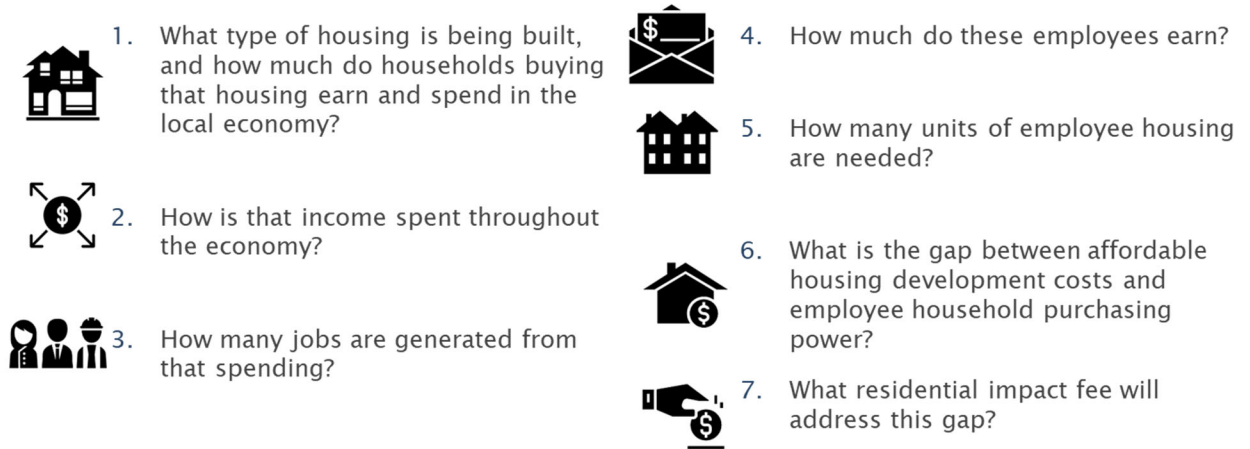 1. What type of housing is being built,
and how much do households buying
that housing earn and spend in the
local economy?
$
2. How is that income spent throughout
the economy?
3. How many jobs are generated from
that spending?
$
4. How much do these employees earn?
5. How many units of employee housing
are needed?
6. What is the gap between affordable
housing development costs and
employee household purchasing
power?
$
7. What residential impact fee will
address this gap?
$